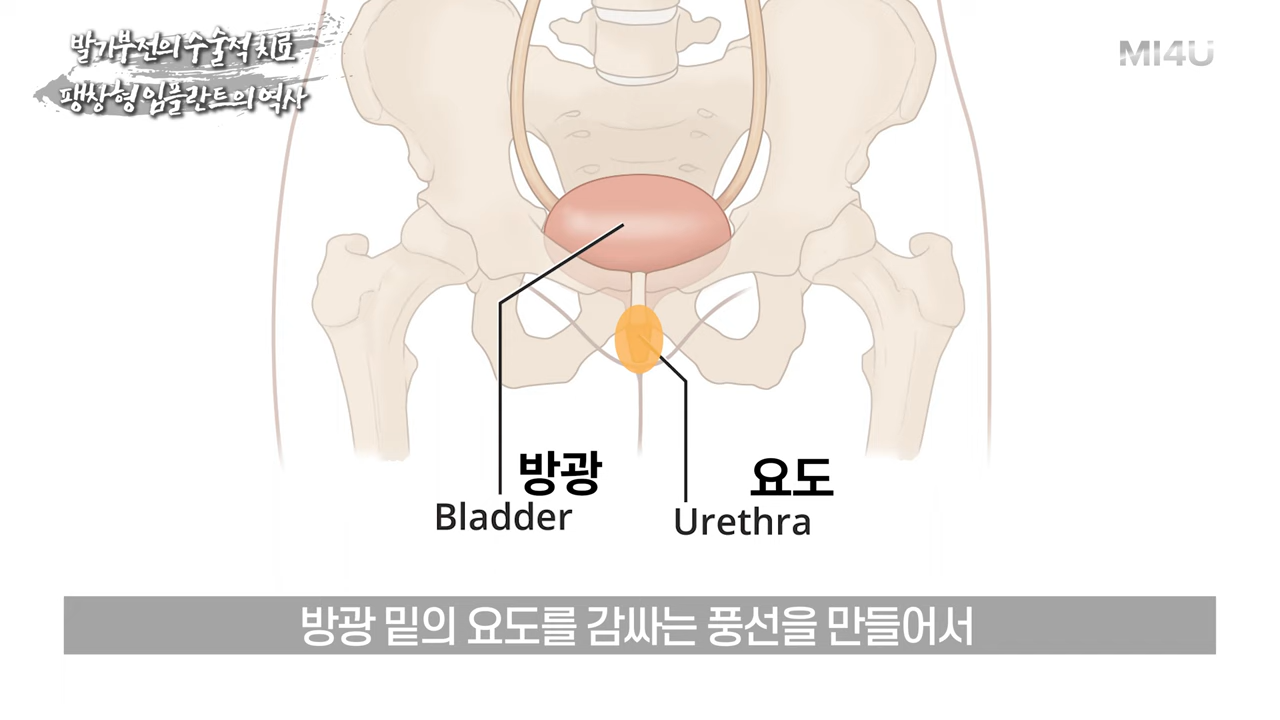 발기부전의 수술적 치료
팽창형 임플란트의 역사
MI4U
방광
Bladder
요도
Urethra
방광 밑의 요도를 감싸는 풍선을 만들어서